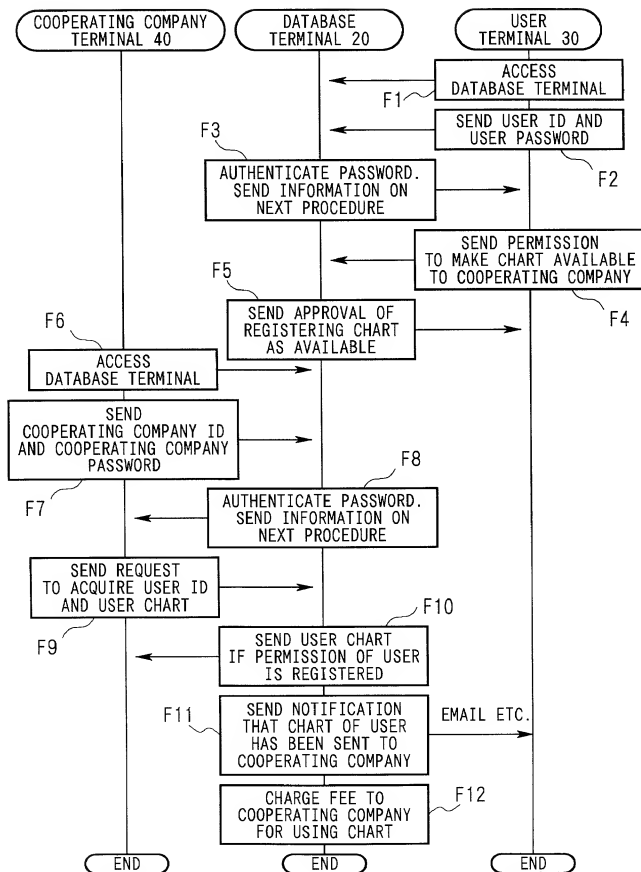 COOPERATING COMPANY
TERMINAL 40
DATABASE
TERMINAL 20
USER
TERMINAL 30
ACCESS
DATABASE TERMINAL
F1
SEND USER ID AND
USER PASSWORD
F2
F3
AUTHENTICATE PASSWORD.
SEND INFORMATION ON
NEXT PROCEDURE
SEND PERMISSION
TO MAKE CHART AVAILABLE
TO COOPERATING COMPANY
F4
F5
SEND APPROVAL OF
REGISTERING CHART
AS AVAILABLE
F6
ACCESS
DATABASE TERMINAL
SEND
COOPERATING COMPANY ID
AND COOPERATING COMPANY
PASSWORD
F7
F8
AUTHENTICATE PASSWORD.
SEND INFORMATION ON
NEXT PROCEDURE
SEND REQUEST
TO ACQUIRE USER ID
AND USER CHART
F9
F10
SEND USER CHART
IF PERMISSION OF USER
IS REGISTERED
F11
SEND NOTIFICATION
THAT CHART OF USER
HAS BEEN SENT TO
COOPERATING COMPANY
EMAIL ETC.
CHARGE FEE TO
COOPERATING COMPANY
FOR USING CHART
F12
END
END
END